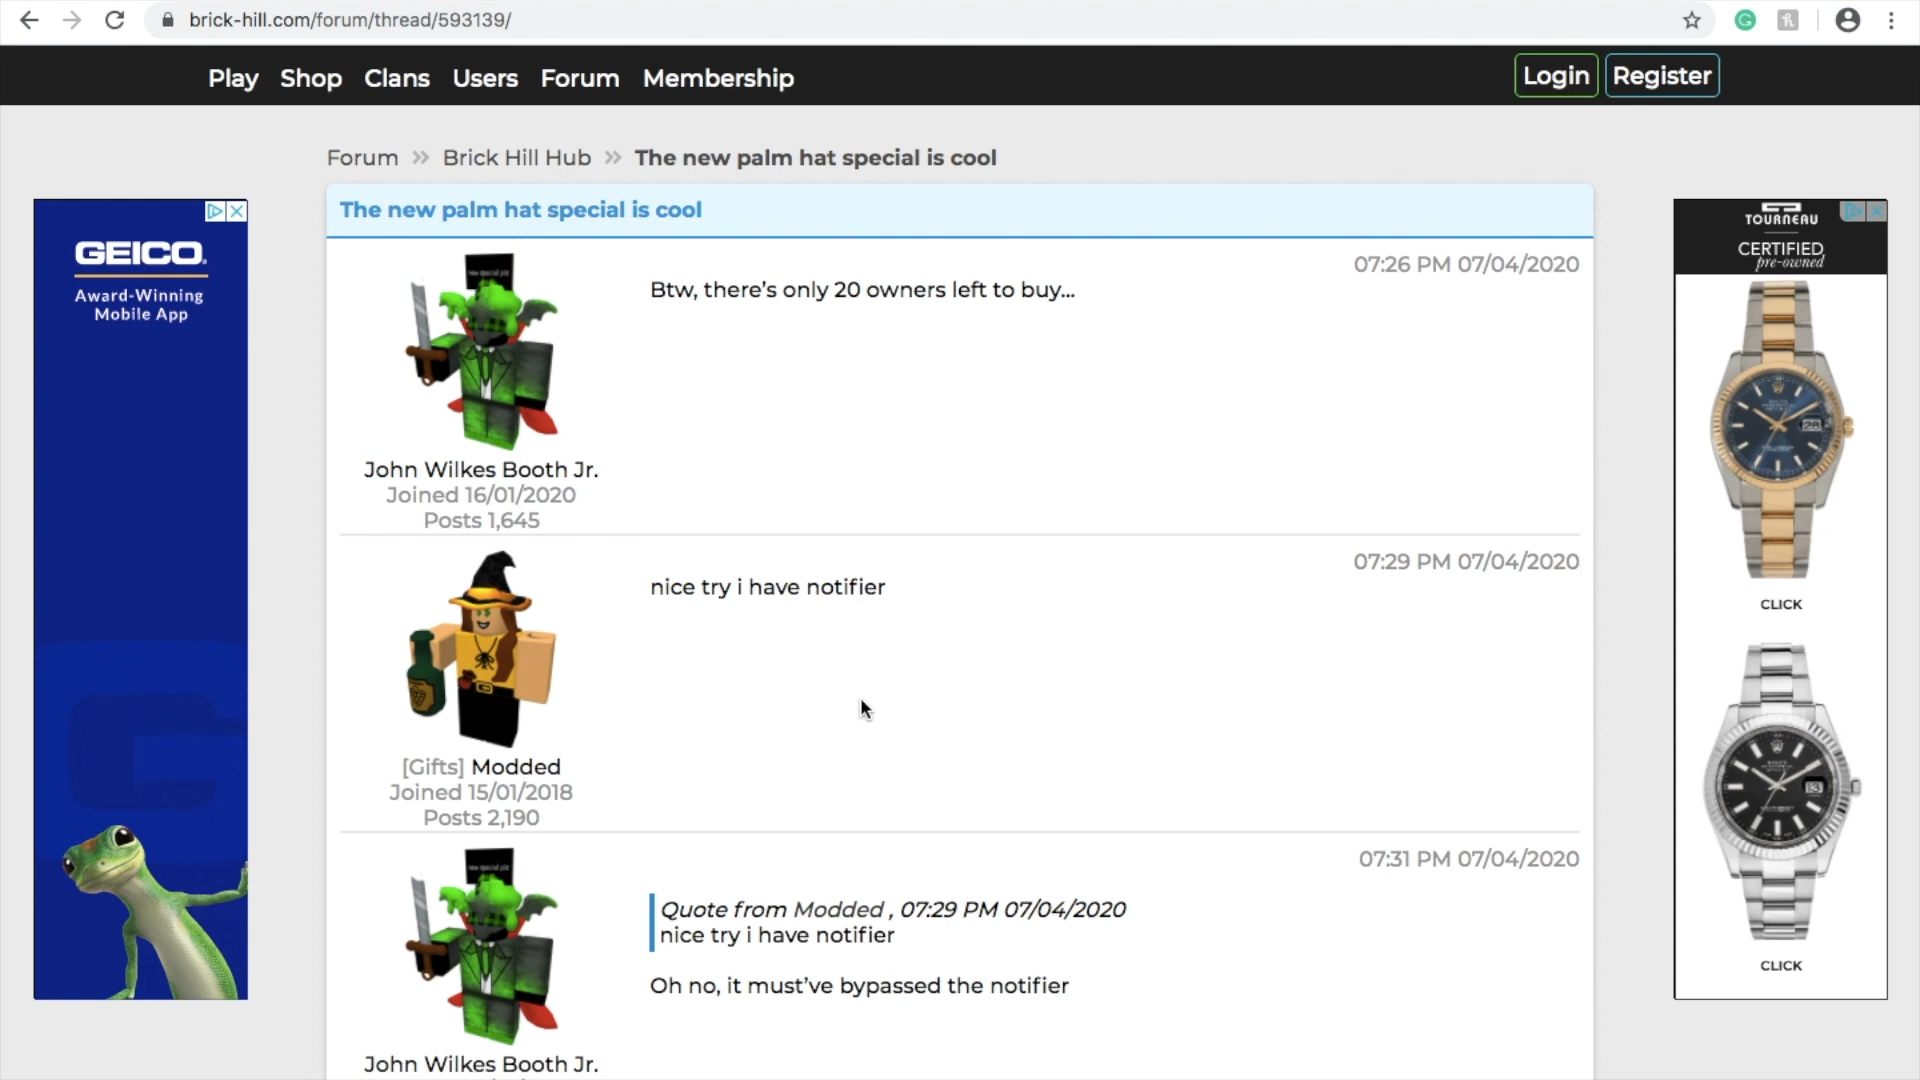 brick-hill.com/forum/thread/593139/
Play Shop Clans Users Forum Membership Login Register
Forum » Brick Hill Hub » The new palm hat special is cool
The new palm hat special is cool
07:26 PM 07/04/2020
Btw, there's only 20 owners left to buy...
new special plz
John Wilkes Booth Jr.
Joined 16/01/2020
Posts 1,645
07:29 PM 07/04/2020
nice try i have notifier
[Gifts] Modded
Joined 15/01/2018
Posts 2,190
07:31 PM 07/04/2020
new special plz
Quote from Modded , 07:29 PM 07/04/2020
nice try i have notifier
Oh no, it must've bypassed the notifier
John Wilkes Booth Jr.
GEICO.
Award-Winning
Mobile App
TOURNEAU
CERTIFIED
pre-owned
CLICK
CLICK